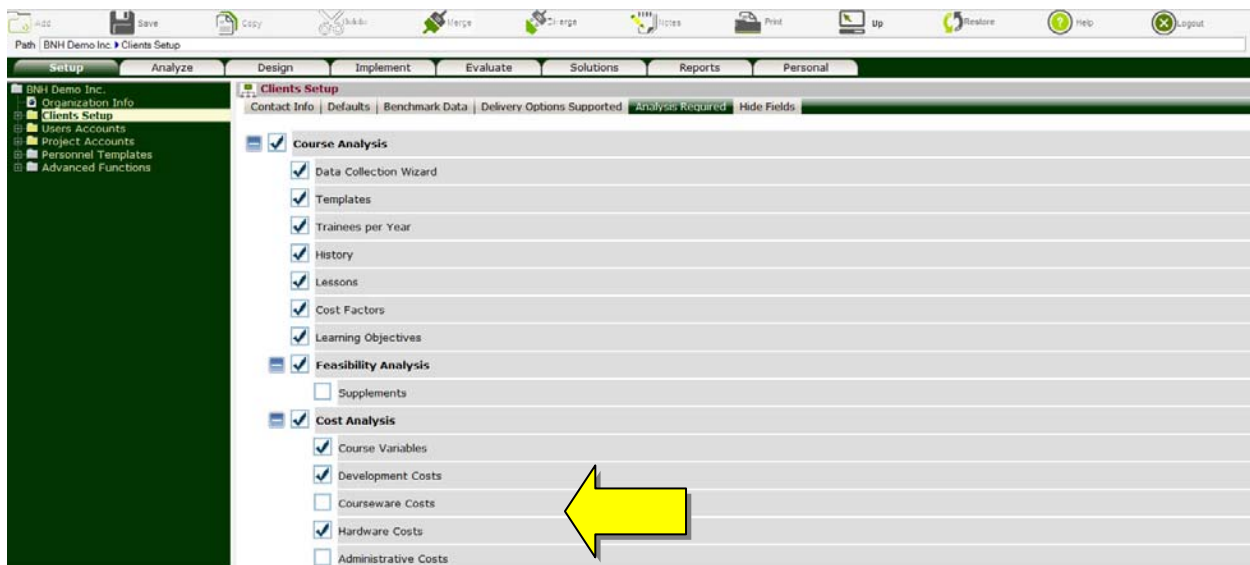 Add Save Copy Merge Di-erge Notes Print Up Restore Help Logout
Path BNH Demo Inc. Clients Setup
Setup Analyze Design Implement Evaluate Solutions Reports Personal
BNH Demo Inc.
Organization Info
Clients Setup
Users Accounts
Project Accounts
Personnel Templates
Advanced Functions
Clients Setup
Contact Info Defaults Benchmark Data Delivery Options Supported Analysis Required Hide Fields
Course Analysis
Data Collection Wizard
Templates
Trainees per Year
History
Lessons
Cost Factors
Learning Objectives
Feasibility Analysis
Supplements
Cost Analysis
Course Variables
Development Costs
Courseware Costs
Hardware Costs
Administrative Costs